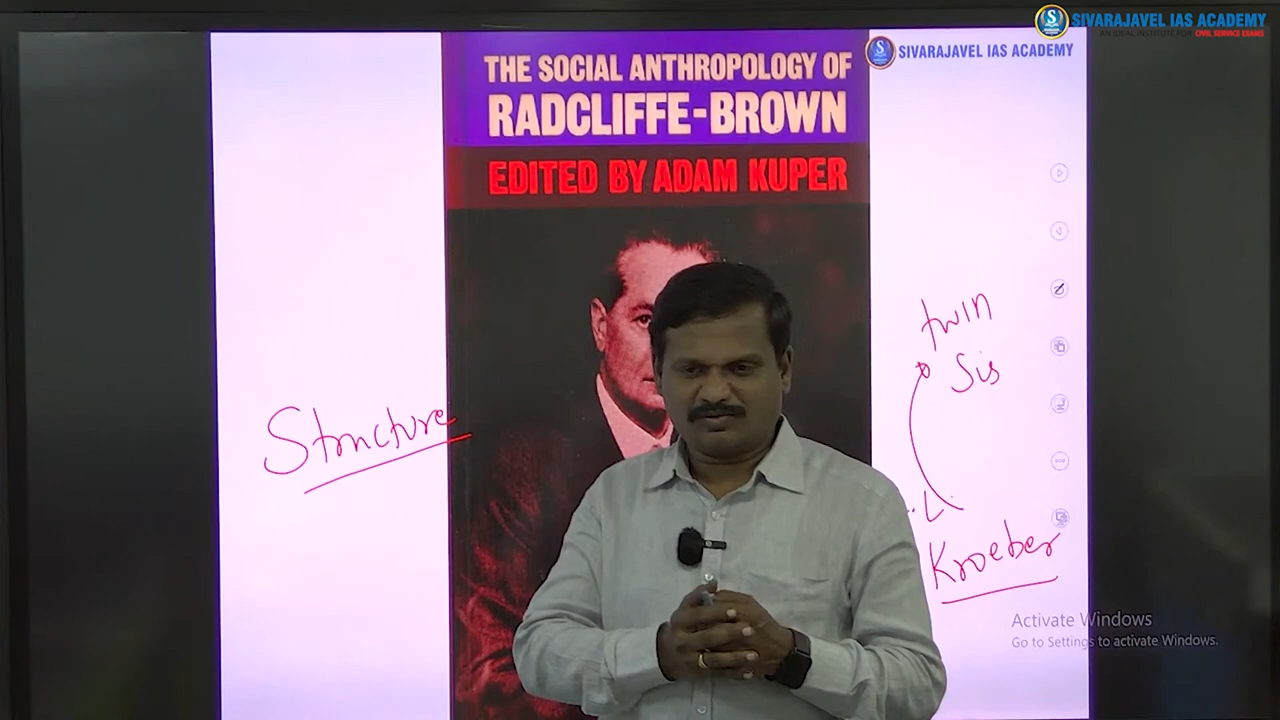 SIVARAJAVEL IAS ACADEMY
AN IDEAL INSTITUTE FOR CIVIL SERVICE EXAMS
SIVARAJAVEL IAS ACADEMY
THE SOCIAL ANTHROPOLOGY OF
RADCLIFFE-BROWN
EDITED BY ADAM KUPER
twin
Sis
Structure
Kroeber
Activate Windows
Go to Settings to activate Windows.